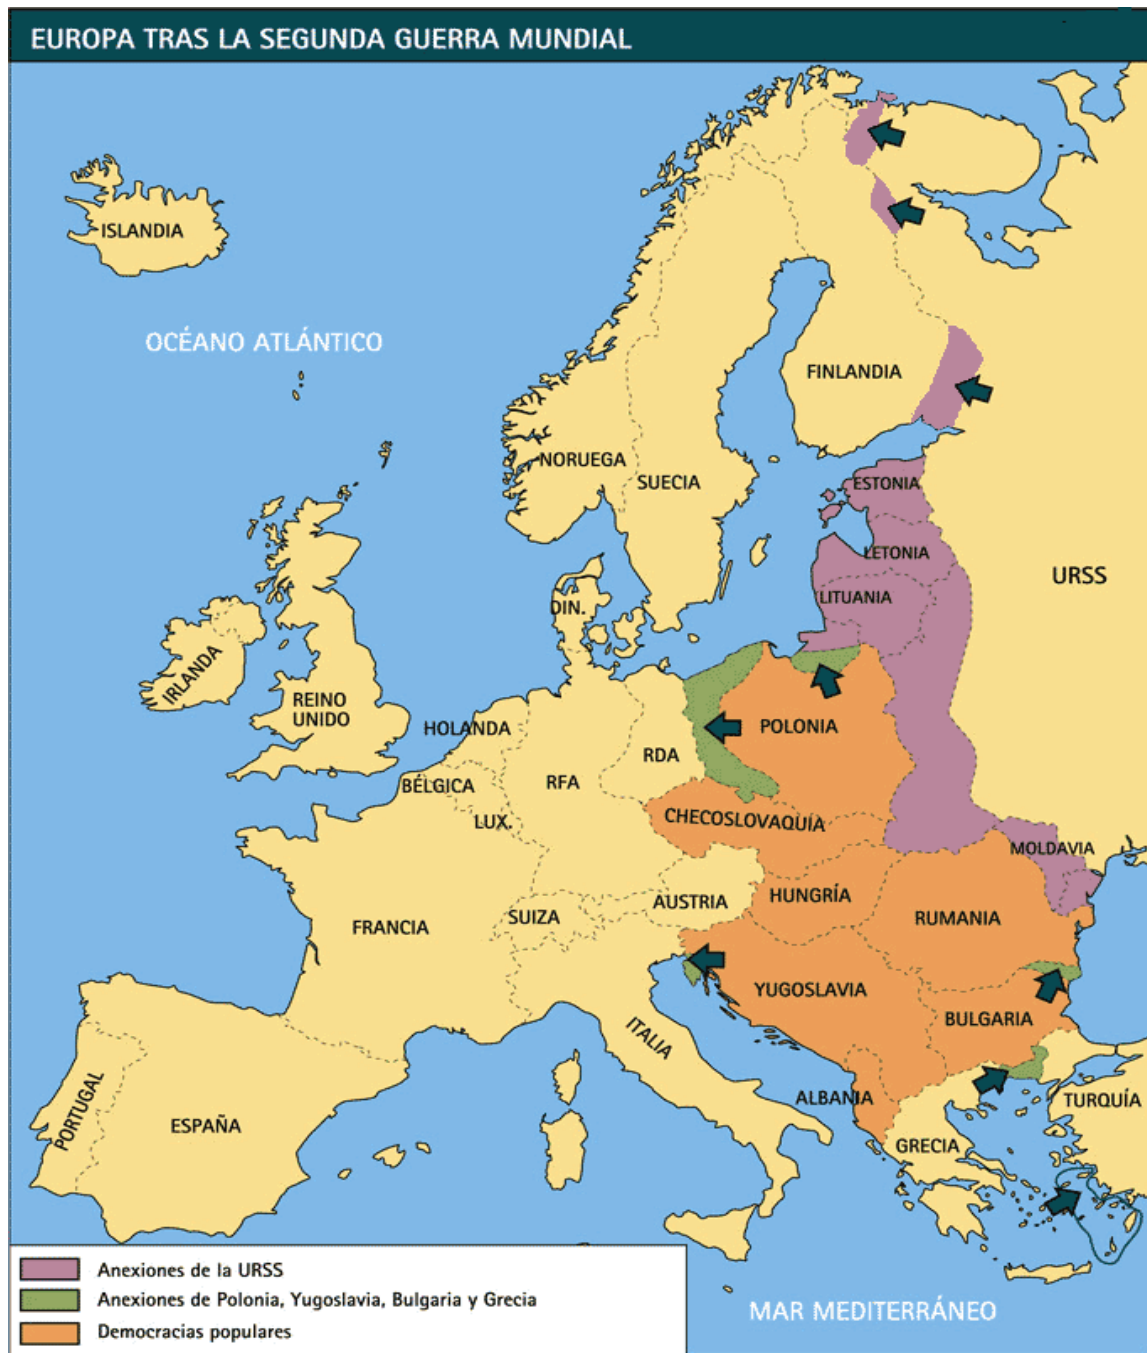 EUROPA TRAS LA SEGUNDA GUERRA MUNDIAL
ISLANDIA
OCÉANO ATLÁNTICO
FINLANDIA
NORUEGA
SUECIA
ESTONIA
LETONIA
URSS
LITUANIA
DIN.
IRLANDA
REINO
UNIDO
HOLANDA
POLONIA
RDA
RFA
BÉLGICA
LUX.
CHECOSLOVAQUÍA
MOLDAVIA
HUNGRÍA
AUSTRIA
SUIZA
FRANCIA
RUMANIA
YUGOSLAVIA
BULGARIA
ITALIA
ALBANIA
TURQUÍA
PORTUGAL
ESPAÑA
GRECIA
Anexiones de la URSS
Anexiones de Polonia, Yugoslavia, Bulgaria y Grecia
Democracias populares
MAR MEDITERRÁNEO